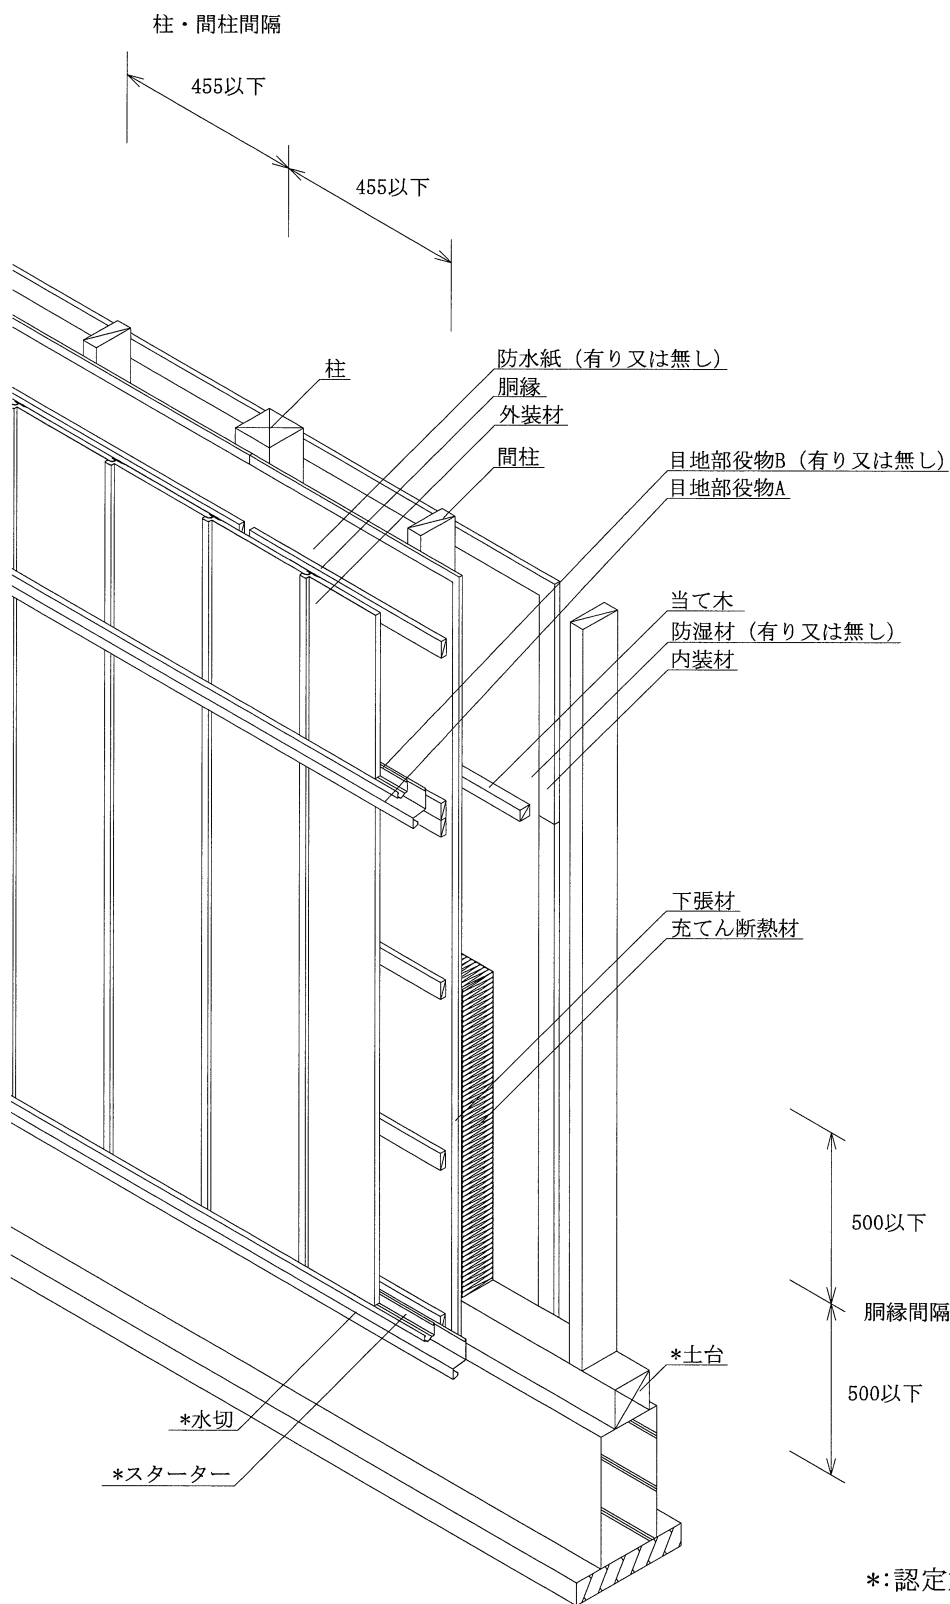 柱・間柱間隔
455以下
455以下
柱
防水紙（有り又は無し）
胴縁
外装材
間柱
目地部役物B（有り又は無し）
目地部役物A
当て木
防湿材（有り又は無し）
内装材
下張材
充てん断熱材
500以下
胴縁間隔
500以下
*土台
*水切
*スターター
*:認定